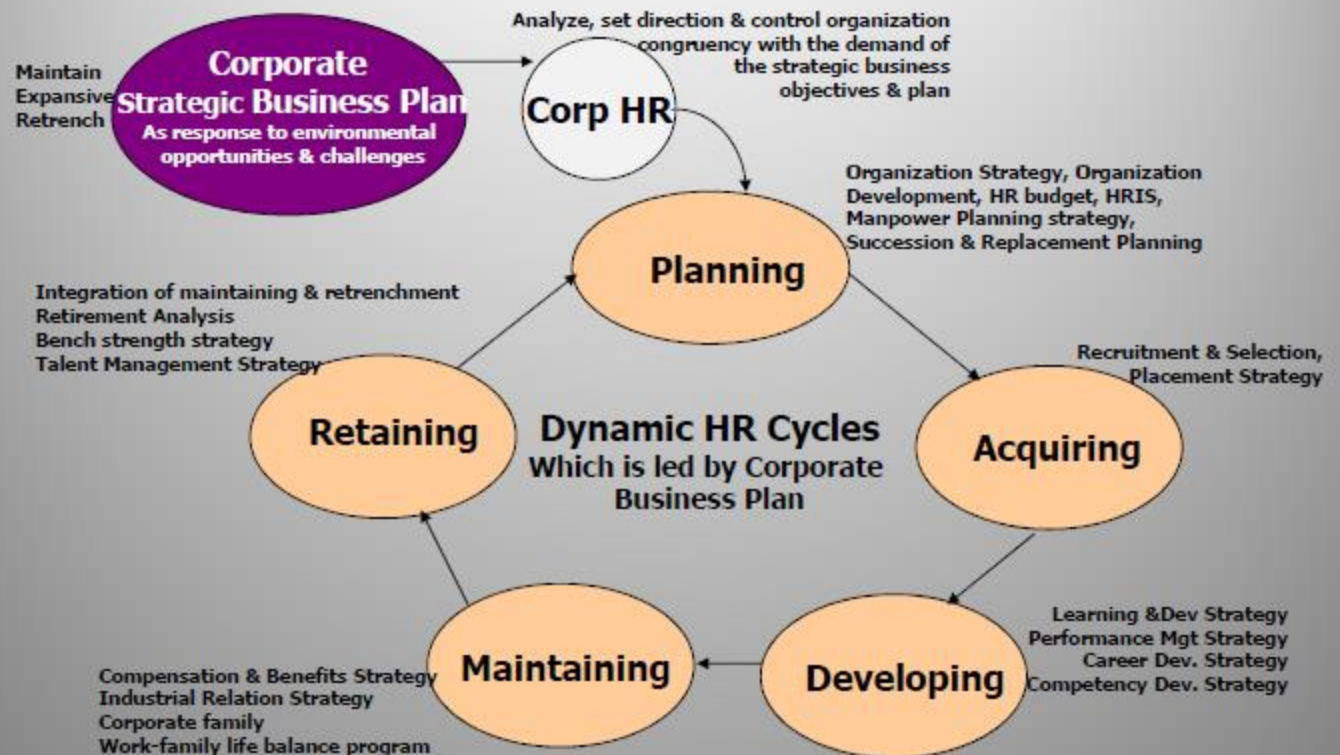 Analyze, set direction & control organization
congruency with the demand of
the strategic business
objectives & plan
Maintain
Expansive
Retrench
Corporate
Strategic Business Plan
As response to environmental
opportunities & challenges
Corp HR
Organization Strategy, Organization
Development, HR budget, HRIS,
Manpower Planning strategy,
Succession & Replacement Planning
Planning
Integration of maintaining & retrenchment
Retirement Analysis
Bench strength strategy
Talent Management Strategy
Recruitment & Selection,
Placement Strategy
Retaining
Dynamic HR Cycles
Which is led by Corporate
Business Plan
Acquiring
Learning &Dev Strategy
Performance Mgt Strategy
Career Dev. Strategy
Competency Dev. Strategy
Maintaining
Developing
Compensation & Benefits Strategy
Industrial Relation Strategy
Corporate family
Work-family life balance program